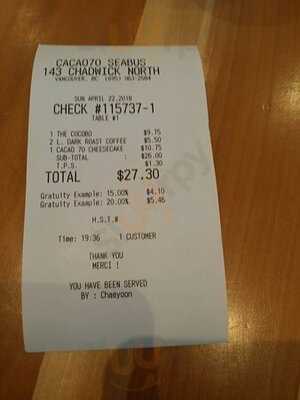 CACAO70 SEABUS
143 CHADWICK NORTH
VANCOUVER, BC (695) 363-2584
SUN APRIL 22,2018
CHECK #115737-1
TABLE #1
1 THE COCOBO $9.75
2 L. DARK ROAST COFFEE $5.50
1 CACAO 70 CHEESECAKE $10.75
SUB-TOTAL : $26.00
T.P.S. $1.30
TOTAL $27.30
Gratuity Example: 15.00% $4.10
Gratuity Example: 20.00% $5.46
H.S.T.#
Time: 19:36 1 CUSTOMER
THANK YOU
MERCI !
YOU HAVE BEEN SERVED
BY : Chaeyoon